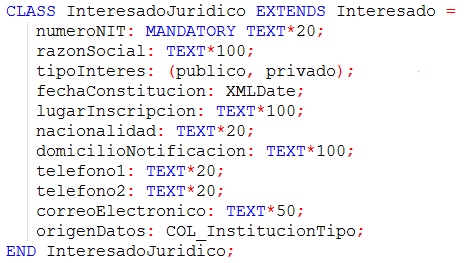 CLASS InteresadoJuridico EXTENDS Interesado =
numeroNIT: MANDATORY TEXT*20;
razonSocial: TEXT*100;
tipoInteres: (publico, privado);
fechaConstitucion: XMLDate;
lugarInscripcion: TEXT*100;
nacionalidad: TEXT*20;
domicilioNotificacion: TEXT*100;
telefono1: TEXT*20;
telefono2: TEXT*20;
correoElectronico: TEXT*50;
origenDatos: COL_InstitucionTipo;
END InteresadoJuridico;